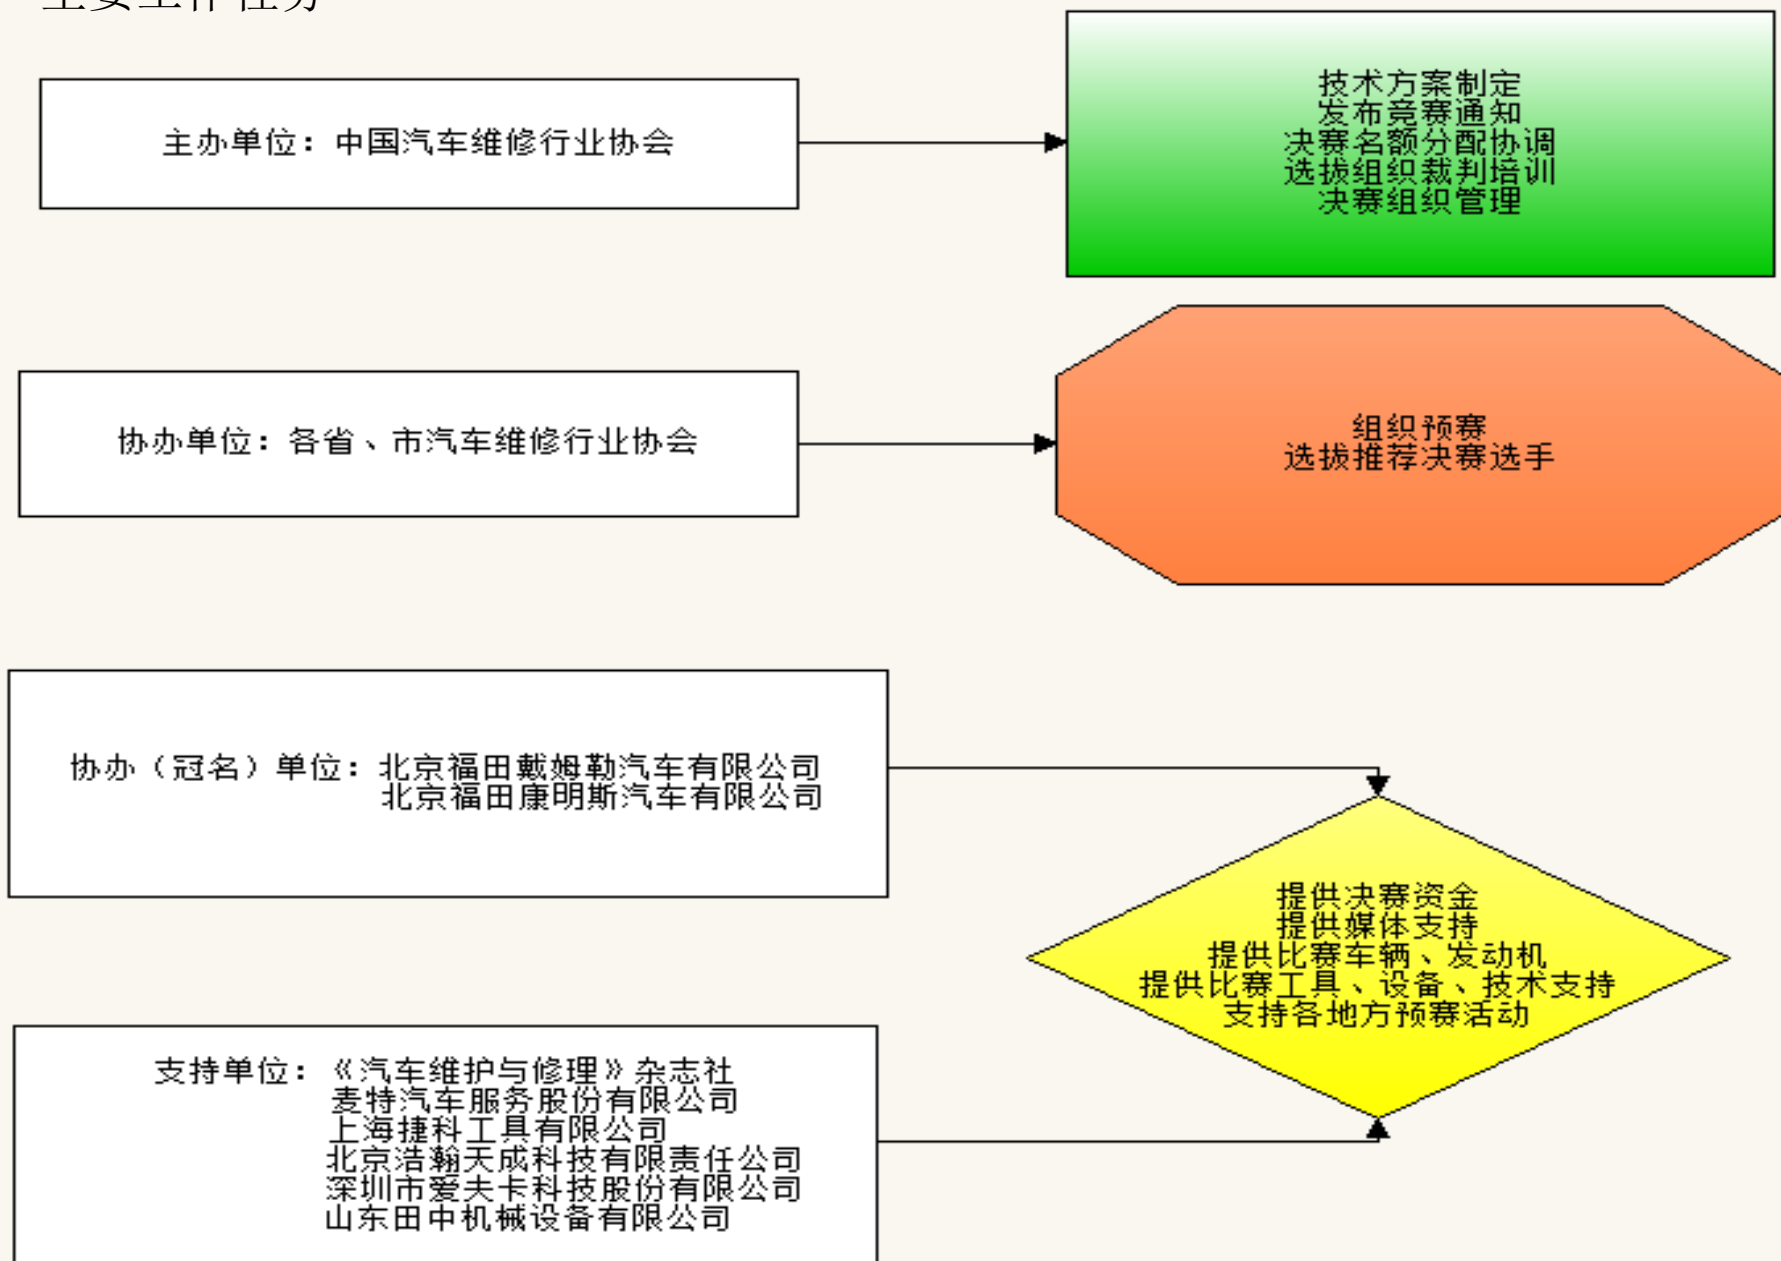 主要工作任务
主办单位：中国汽车维修行业协会
技术方案制定
发布竞赛通知
决赛名额分配协调
选拔组织裁判培训
决赛组织管理
协办单位：各省、市汽车维修行业协会
组织预赛
选拔推荐决赛选手
协办（冠名）单位：北京福田戴姆勒汽车有限公司
北京福田康明斯汽车有限公司
提供决赛资金
提供媒体支持
提供比赛车辆、发动机
提供比赛工具、设备、技术支持
支持各地方预赛活动
支持单位：《汽车维护与修理》杂志社
麦特汽车服务股份有限公司
上海捷科工具有限公司
北京浩瀚天成科技有限责任公司
深圳市爱夫卡科技股份有限公司
山东田中机械设备有限公司